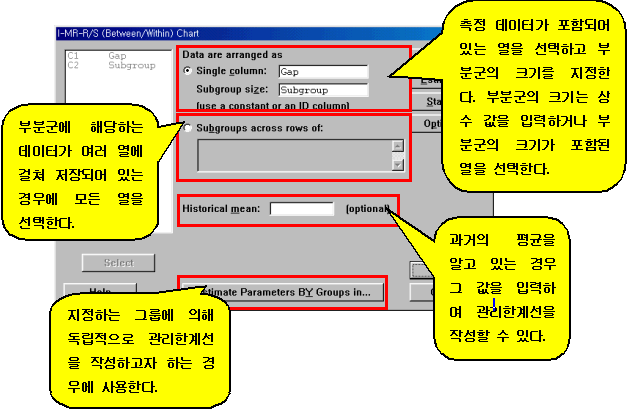 I-MR-R/S (Between/Within) Chart
C1 Gap
C2 Subgroup
Data are arranged as
Single column: Gap
Subgroup size: Subgroup
(use a constant or an ID column)
Subgroups across rows of:
Historical mean: (optional)
Select
Help
Estimate Parameters BY Groups in...
측정 데이터가 포함되어
있는 열을 선택하고 부
분군의 크기를 지정한
다. 부분군의 크기는 상
수 값을 입력하거나 부
분군의 크기가 포함된
열을 선택한다.
부분군에 해당하는
데이터가 여러 열에
걸쳐 저장되어 있는
경우에 모든 열을
선택한다.
과거의 평균을
알고 있는 경우
그 값을 입력하
여 관리한계선을
작성할 수 있다.
지정하는 그룹에 의해
독립적으로 관리한계선
을 작성하고자 하는 경
우에 사용한다.